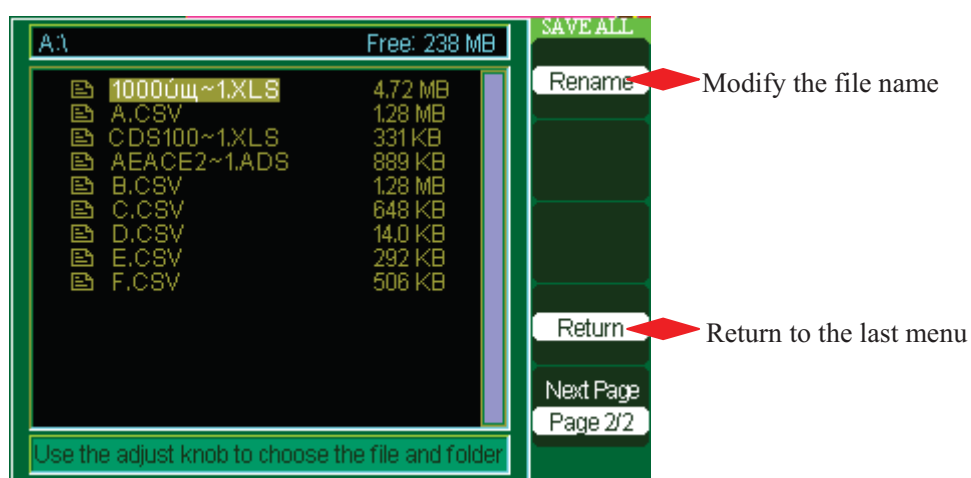 A:\ Free: 238 MB
1000úщ~1.XLS 4.72 MB
A.CSV 1.28 MB
CDS100~1.XLS 331 KB
AEACE2~1.ADS 889 KB
B.CSV 1.28 MB
C.CSV 648 KB
D.CSV 14.0 KB
E.CSV 292 KB
F.CSV 506 KB
Use the adjust knob to choose the file and folder
SAVE ALL
Rename
Modify the file name
Return
Return to the last menu
Next Page
Page 2/2